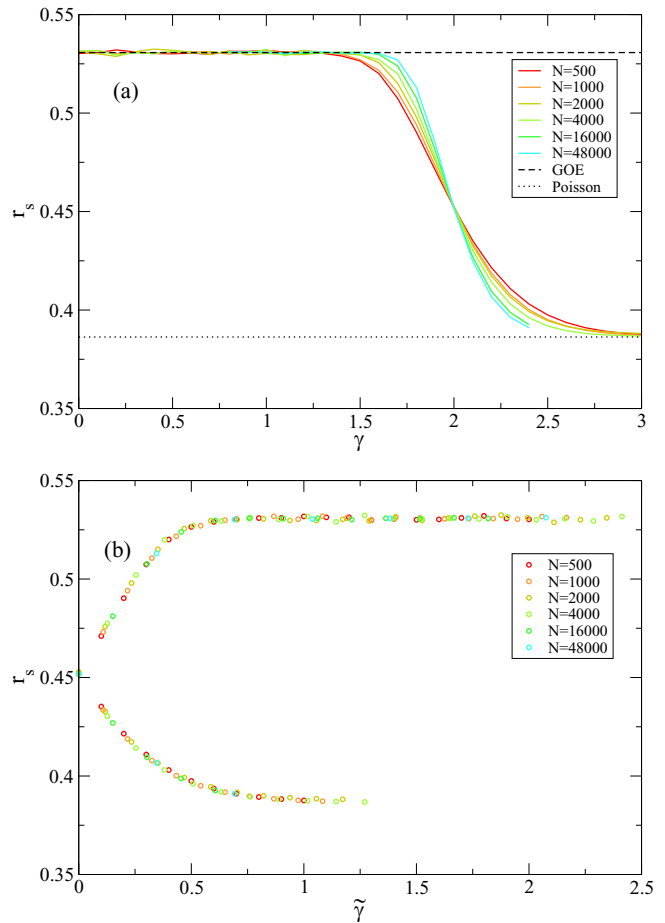 0.55
(a)
N=500
N=1000
N=2000
N=4000
N=16000
N=48000
GOE
Poisson
0.5
r_s
0.45
0.4
0.35
0 0.5 1 1.5 2 2.5 3
γ
0.55
(b)
N=500
N=1000
N=2000
N=4000
N=16000
N=48000
0.5
r_s
0.45
0.4
0.35
0 0.5 1 1.5 2 2.5
γ̃